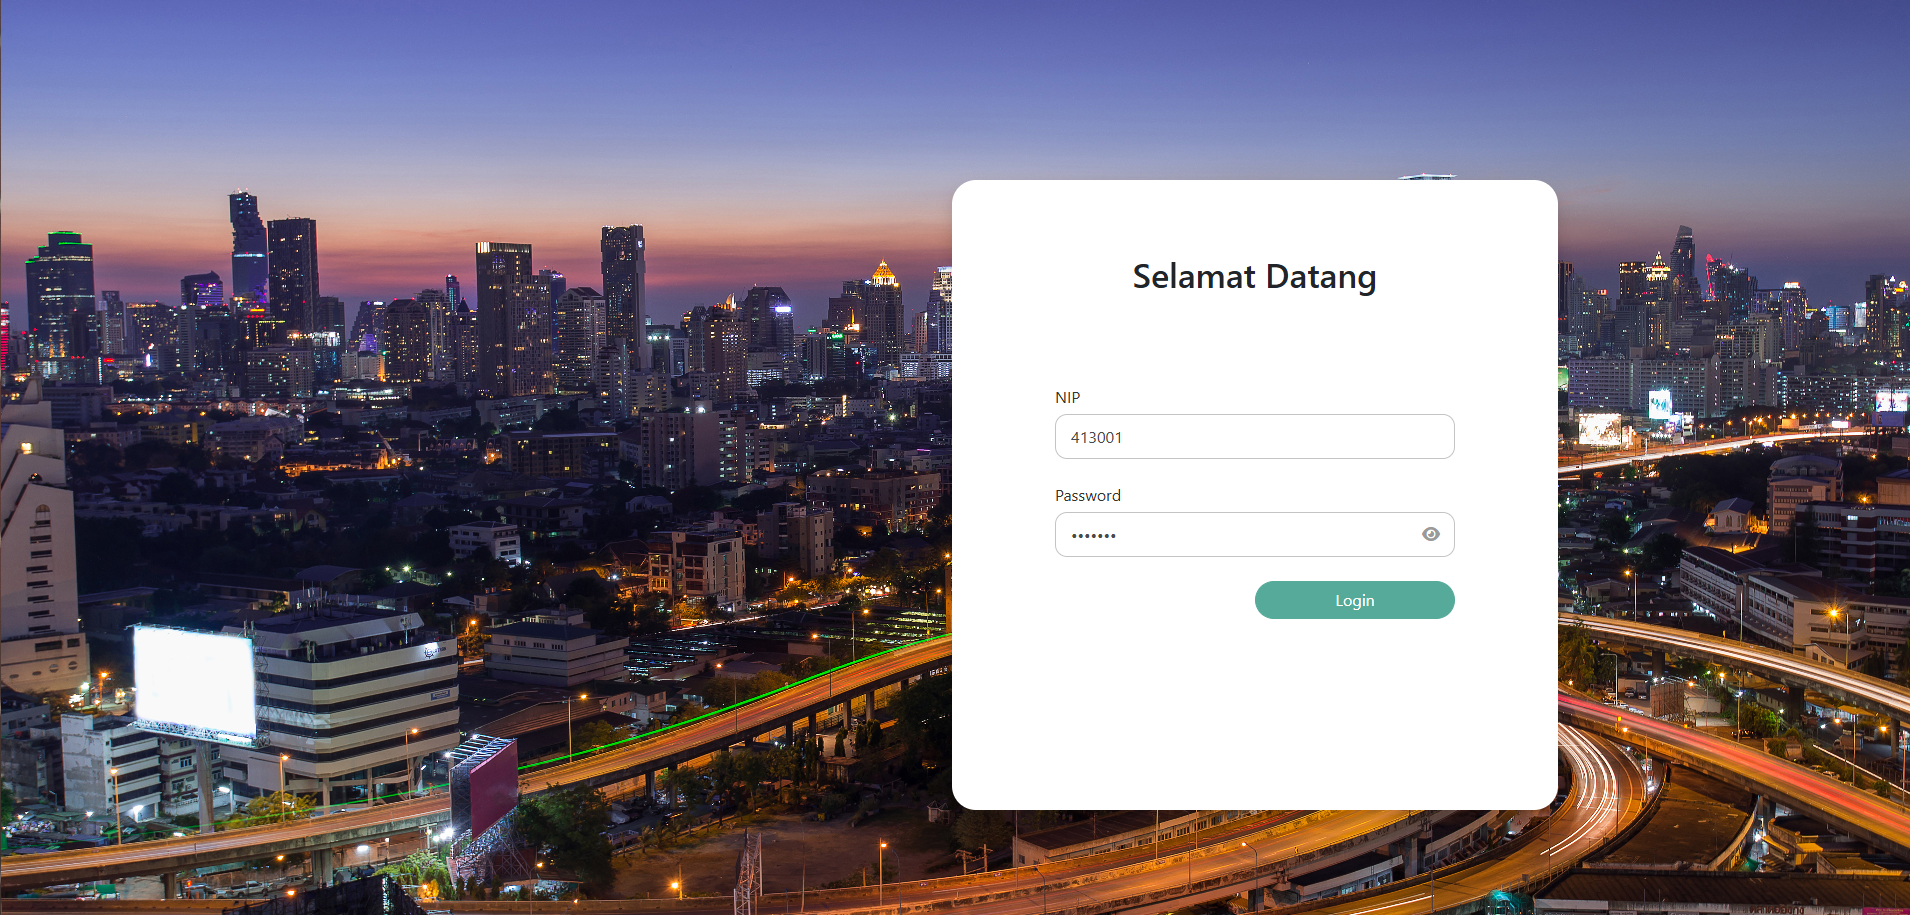 Selamat Datang
NIP
413001
Password
•••••••
Login